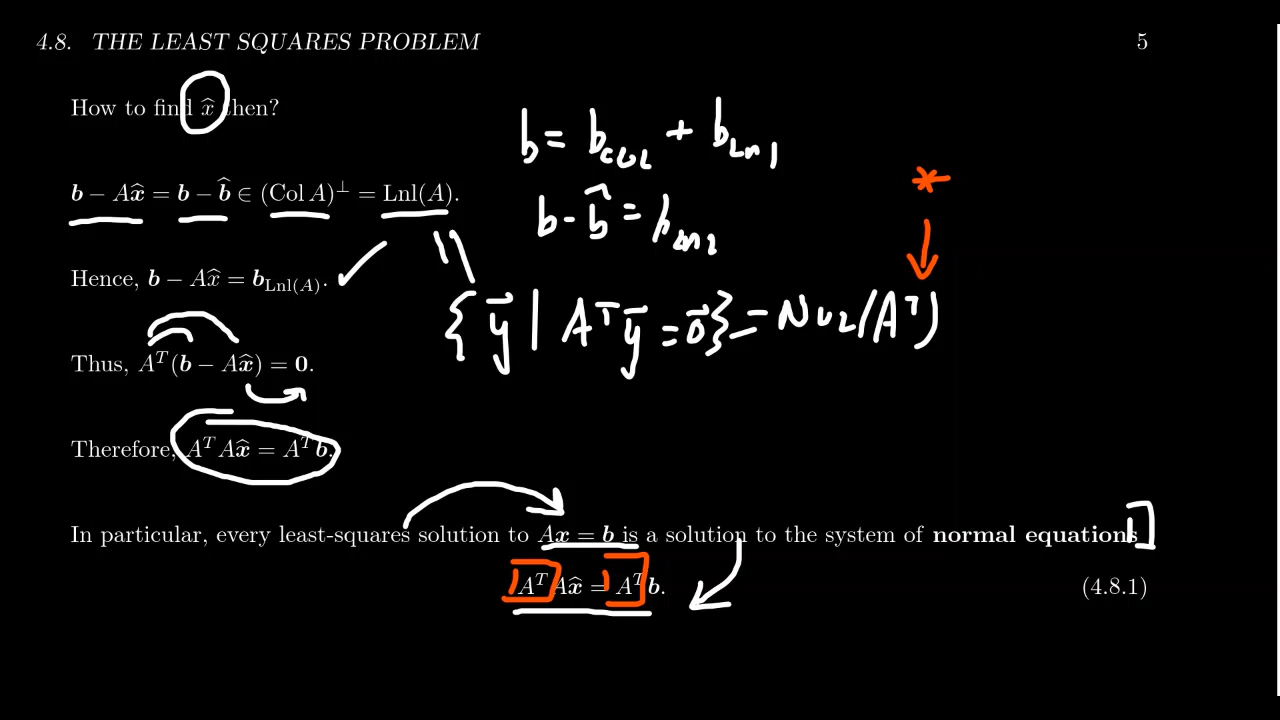 4.8. THE LEAST SQUARES PROBLEM 5
How to find x̂ then?
b = b_col + b_lnl
b − Ax̂ = b − b̂ ∈ (Col A)^⊥ = Lnl(A).
b - b̂ = b_lnl
*
Hence, b − Ax̂ = b_Lnl(A).
{y⃗ | A^T y⃗ = 0⃗} = Nul(A^T)
Thus, A^T(b − Ax̂) = 0.
Therefore, A^T Ax̂ = A^T b.
In particular, every least-squares solution to Ax = b is a solution to the system of normal equations
A^T Ax̂ = A^T b. (4.8.1)